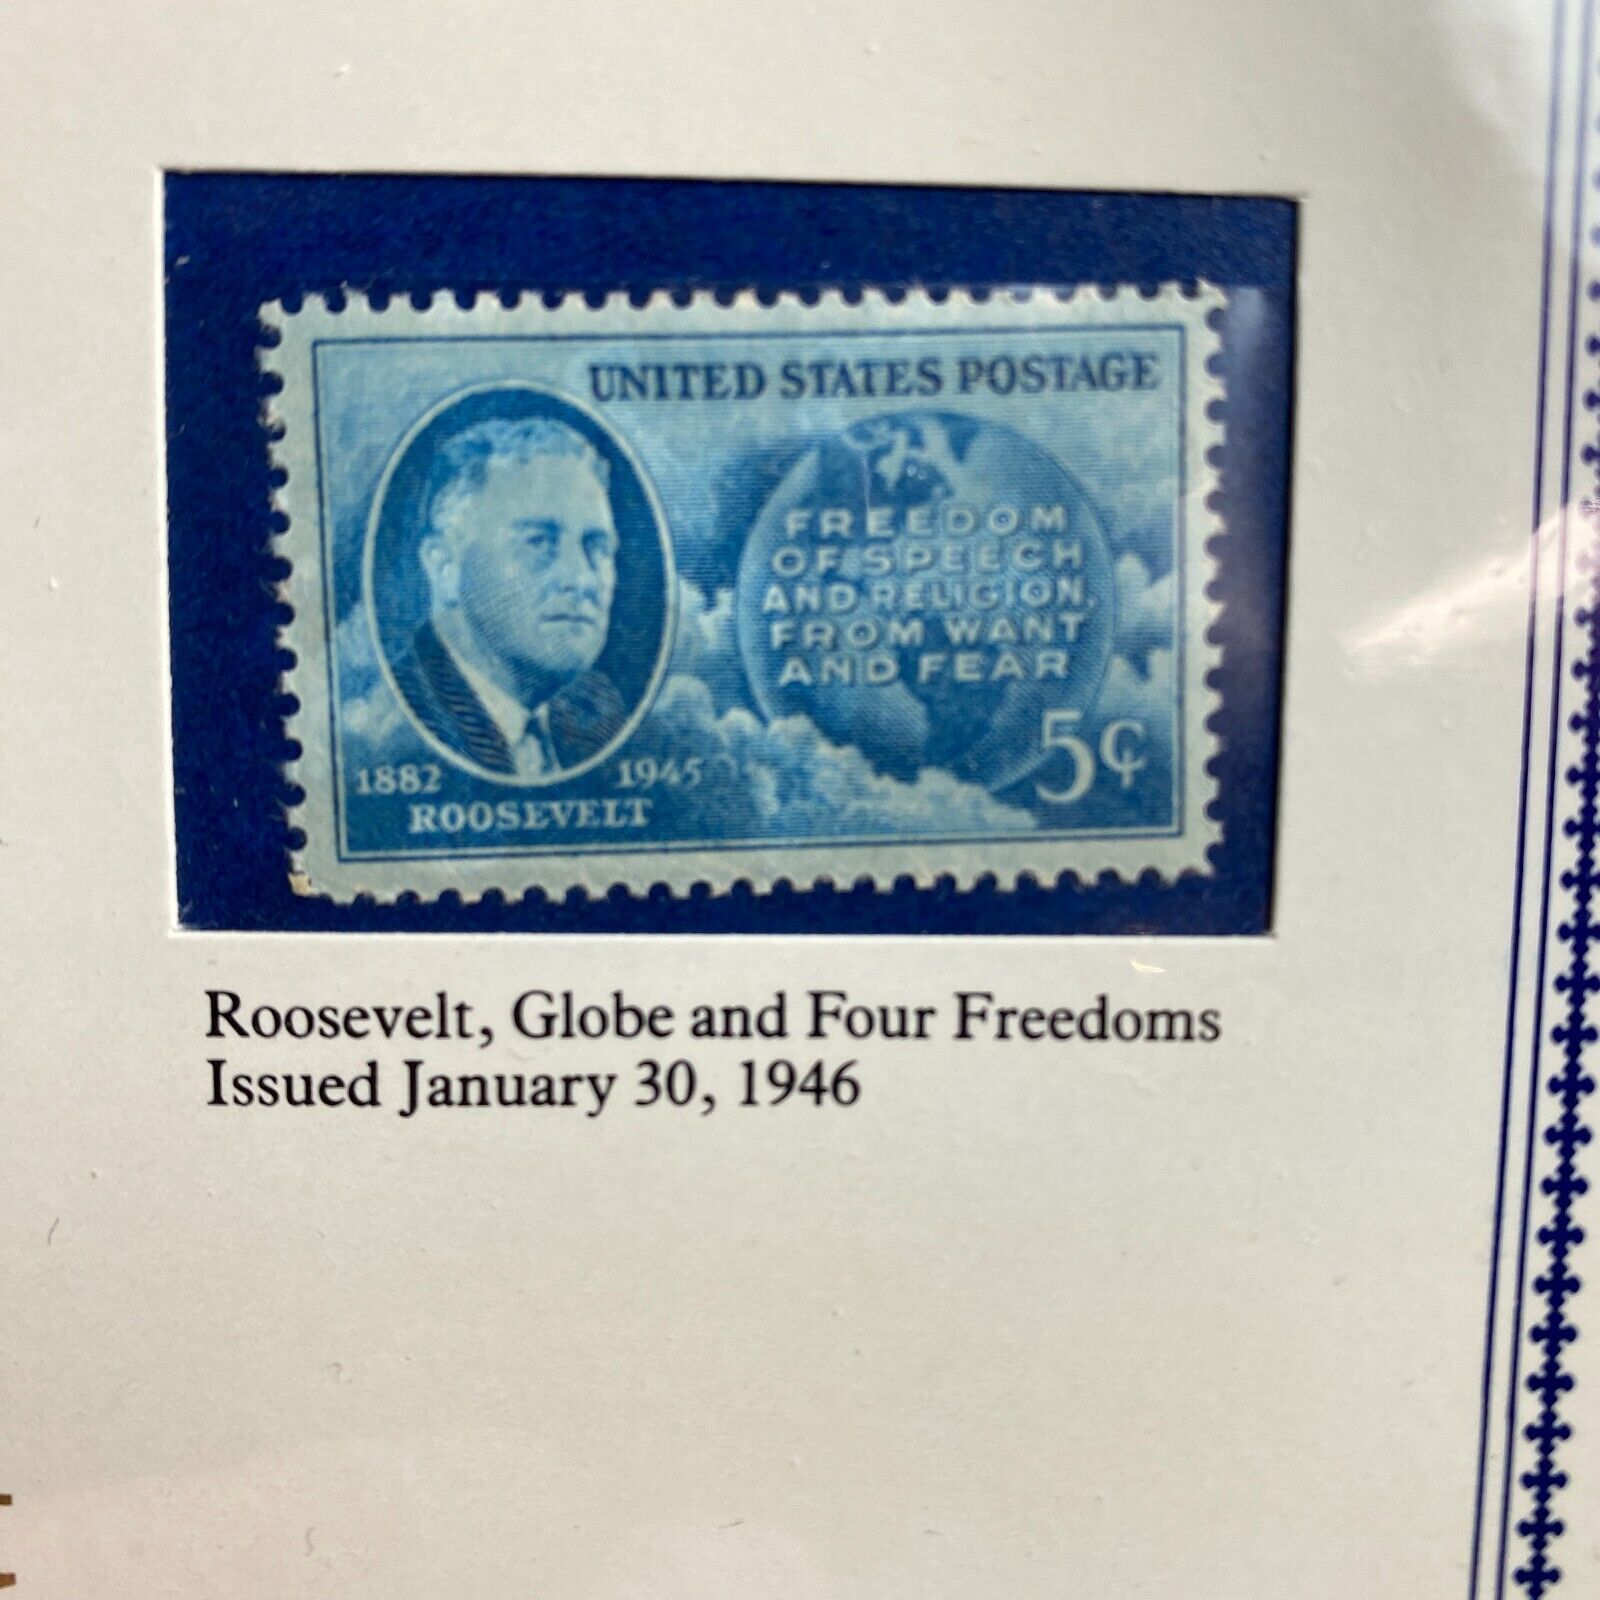 UNITED STATES POSTAGE
FREEDOM
OF SPEECH
AND RELIGION,
FROM WANT
AND FEAR
5¢
1882 1945
ROOSEVELT
Roosevelt, Globe and Four Freedoms
Issued January 30, 1946